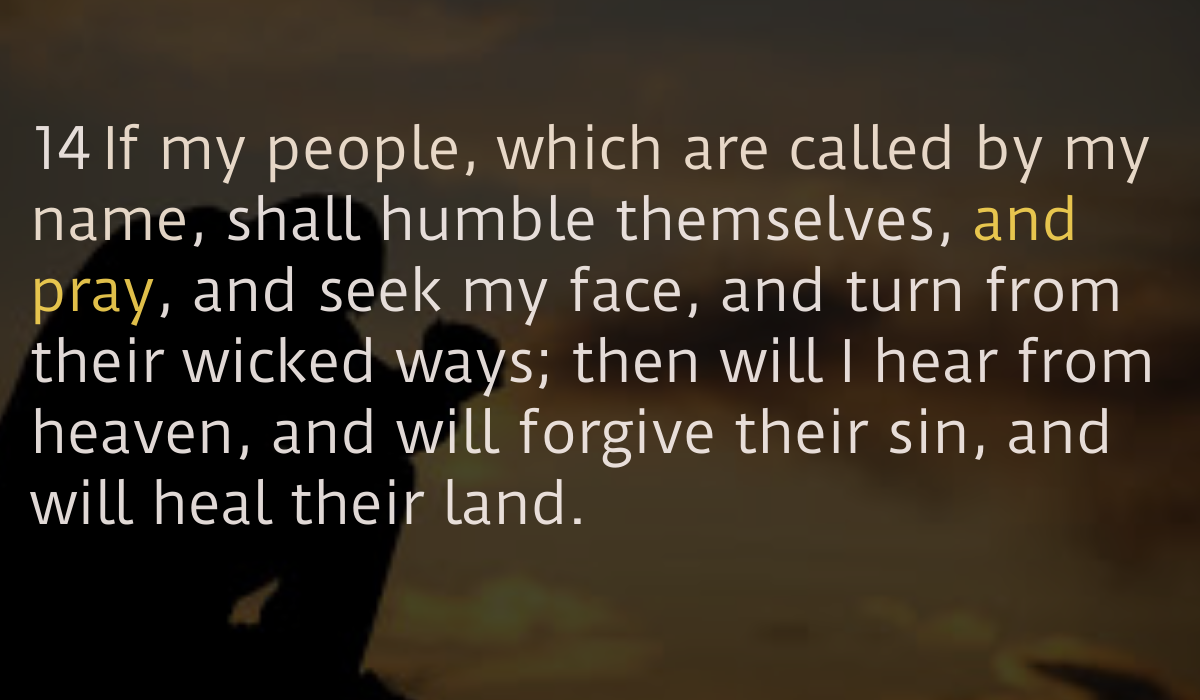 14 If my people, which are called by my
name, shall humble themselves, and
pray, and seek my face, and turn from
their wicked ways; then will I hear from
heaven, and will forgive their sin, and
will heal their land.